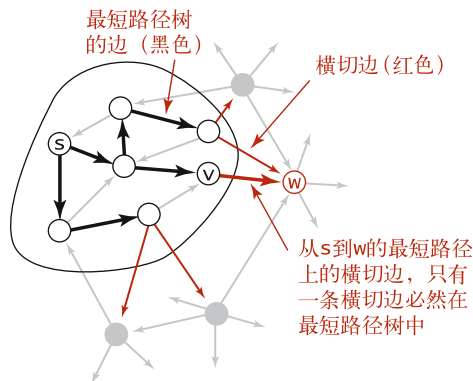 最短路径树
的边（黑色）
横切边（红色）
s
v
w
从s到w的最短路径
上的横切边，只有
一条横切边必然在
最短路径树中